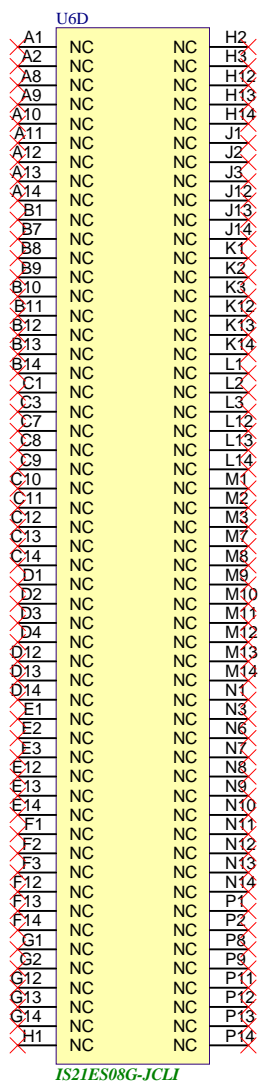 U6D
A1 NC NC H2
A2 NC NC H3
A8 NC NC H12
A9 NC NC H13
A10 NC NC H14
A11 NC NC J1
A12 NC NC J2
A13 NC NC J3
A14 NC NC J12
B1 NC NC J13
B7 NC NC J14
B8 NC NC K1
B9 NC NC K2
B10 NC NC K3
B11 NC NC K12
B12 NC NC K13
B13 NC NC K14
B14 NC NC L1
C1 NC NC L2
C3 NC NC L3
C7 NC NC L12
C8 NC NC L13
C9 NC NC L14
C10 NC NC M1
C11 NC NC M2
C12 NC NC M3
C13 NC NC M7
C14 NC NC M8
D1 NC NC M9
D2 NC NC M10
D3 NC NC M11
D4 NC NC M12
D12 NC NC M13
D13 NC NC M14
D14 NC NC N1
E1 NC NC N3
E2 NC NC N6
E3 NC NC N7
E12 NC NC N8
E13 NC NC N9
E14 NC NC N10
F1 NC NC N11
F2 NC NC N12
F3 NC NC N13
F12 NC NC N14
F13 NC NC P1
F14 NC NC P2
G1 NC NC P8
G2 NC NC P9
G12 NC NC P11
G13 NC NC P12
G14 NC NC P13
H1 NC NC P14
IS21ES08G-JCLI